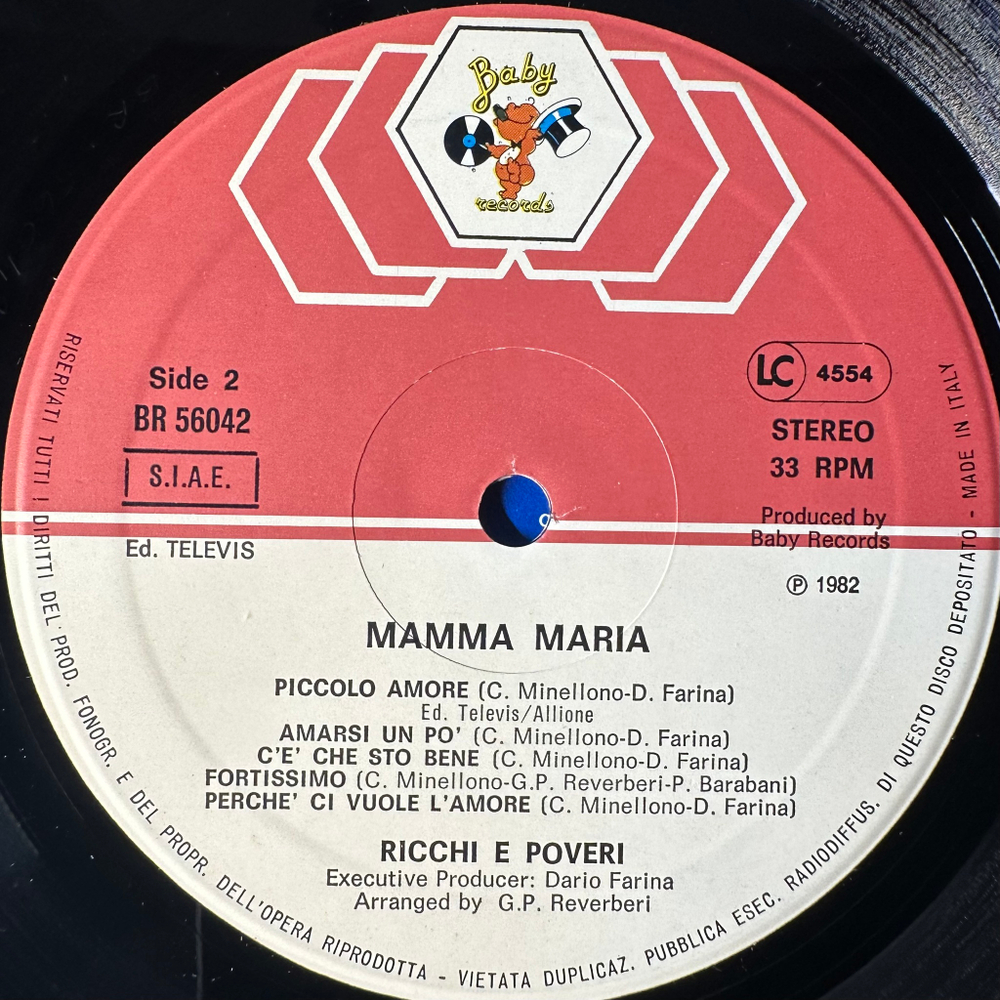 Baby
records
Side 2
BR 56042
S.I.A.E.
Ed. TELEVIS
LC 4554
STEREO
33 RPM
Produced by
Baby Records
℗ 1982
MAMMA MARIA
PICCOLO AMORE (C. Minellono-D. Farina)
Ed. Televis/Allione
AMARSI UN PO' (C. Minellono-D. Farina)
C'E' CHE STO BENE (C. Minellono-D. Farina)
FORTISSIMO (C. Minellono-G.P. Reverberi-P. Barabani)
PERCHE' CI VUOLE L'AMORE (C. Minellono-D. Farina)
RICCHI E POVERI
Executive Producer: Dario Farina
Arranged by G.P. Reverberi
RISERVATI TUTTI I DIRITTI DEL PROD. FONOGR. E DEL PROPR. DELL'OPERA RIPRODOTTA - VIETATA DUPLICAZ. PUBBLICA ESEC. RADIODIFFUS. DI QUESTO DISCO DEPOSITATO - MADE IN ITALY